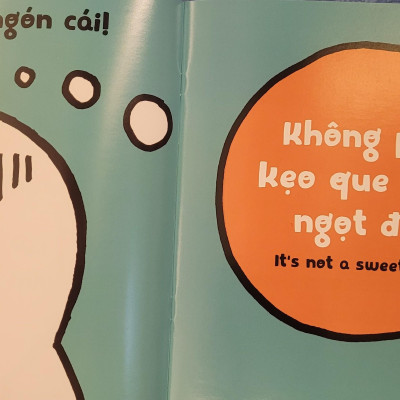 ngón cái!
Không
kẹo que
ngọt
It's not a sweet